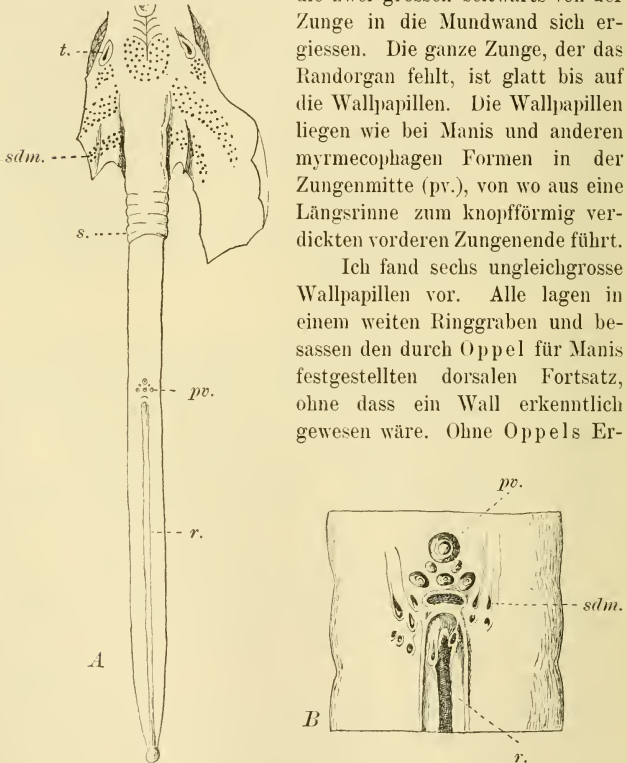 die zwei grossen seitwärts von der
Zunge in die Mundwand sich er-
giessen. Die ganze Zunge, der das
Randorgan fehlt, ist glatt bis auf
die Wallpapillen. Die Wallpapillen
liegen wie bei Manis und anderen
myrmecophagen Formen in der
Zungenmitte (pv.), von wo aus eine
Längsrinne zum knopfförmig ver-
dickten vorderen Zungenende führt.
Ich fand sechs ungleichgrosse
Wallpapillen vor. Alle lagen in
einem weiten Ringgraben und be-
sassen den durch Oppel für Manis
festgestellten dorsalen Fortsatz,
ohne dass ein Wall erkenntlich
gewesen wäre. Ohne Oppels Er-
t.
sdm.
s.
pv.
r.
A
pv.
sdm.
B
r.